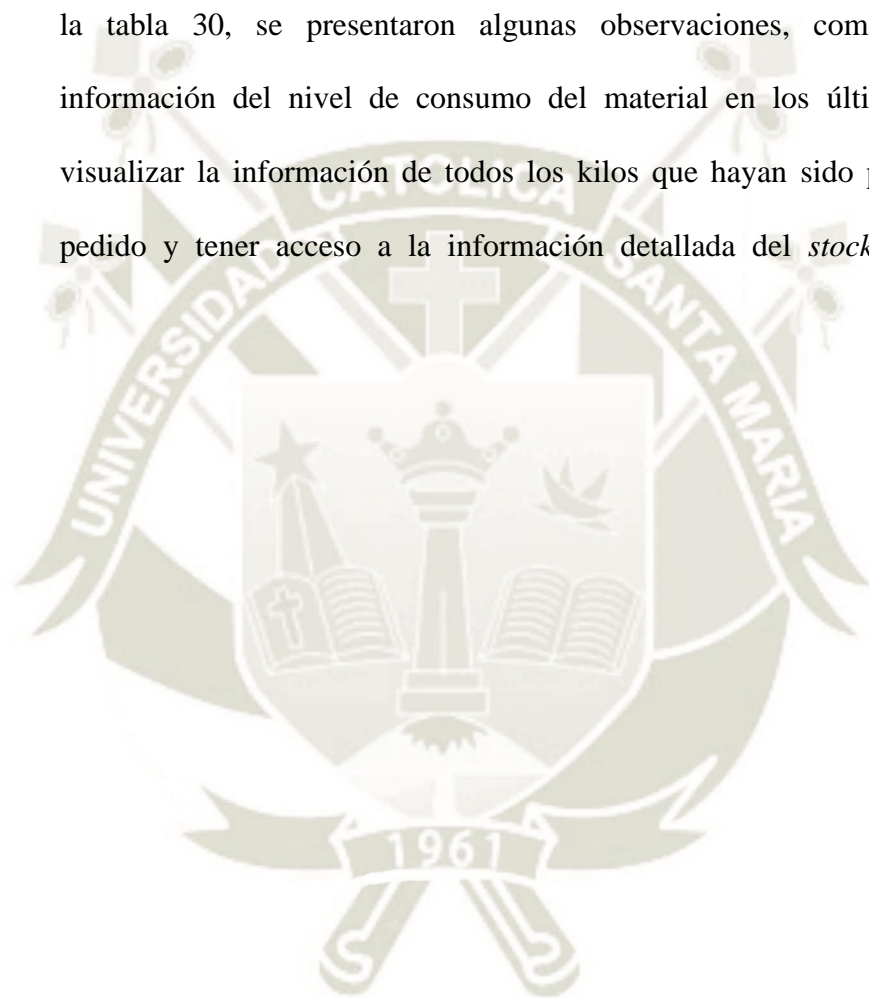 la tabla 30, se presentaron algunas observaciones, com
información del nivel de consumo del material en los últi
visualizar la información de todos los kilos que hayan sido p
pedido y tener acceso a la información detallada del stock
UNIVERSIDAD CATOLICA SANTA MARIA
1961